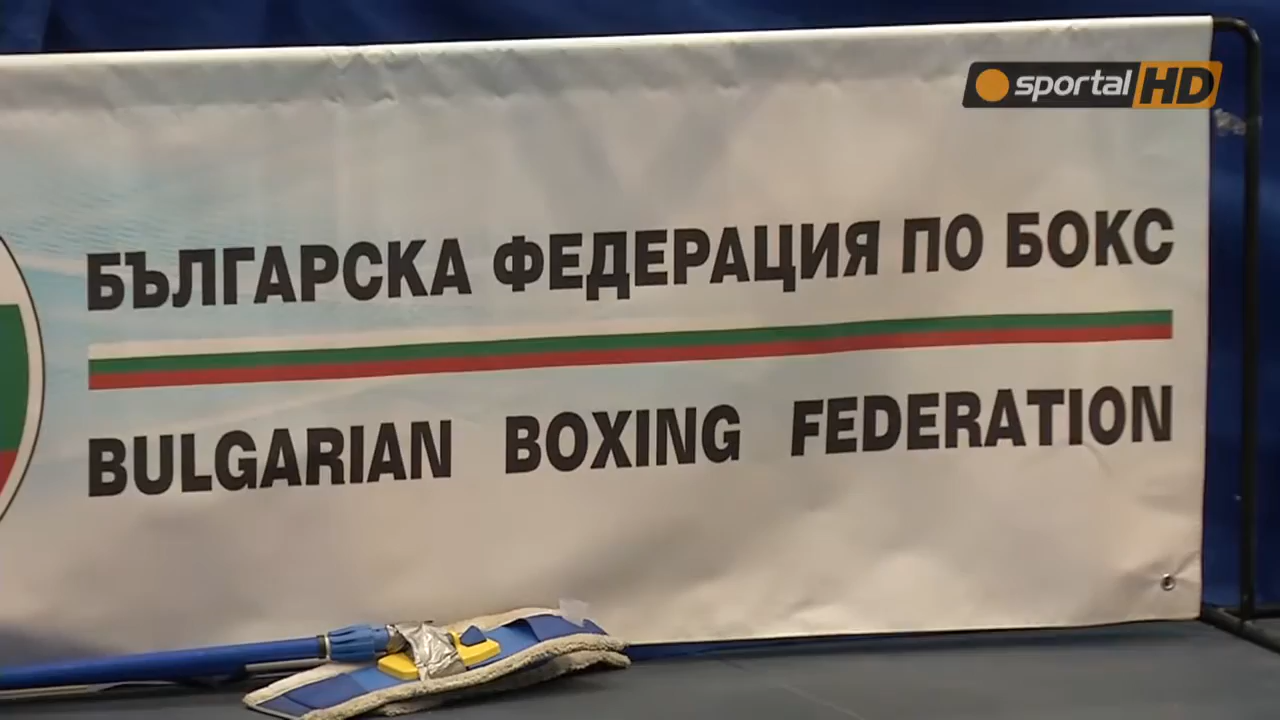 sportal HD
БЪЛГАРСКА ФЕДЕРАЦИЯ ПО БОКС
BULGARIAN BOXING FEDERATION